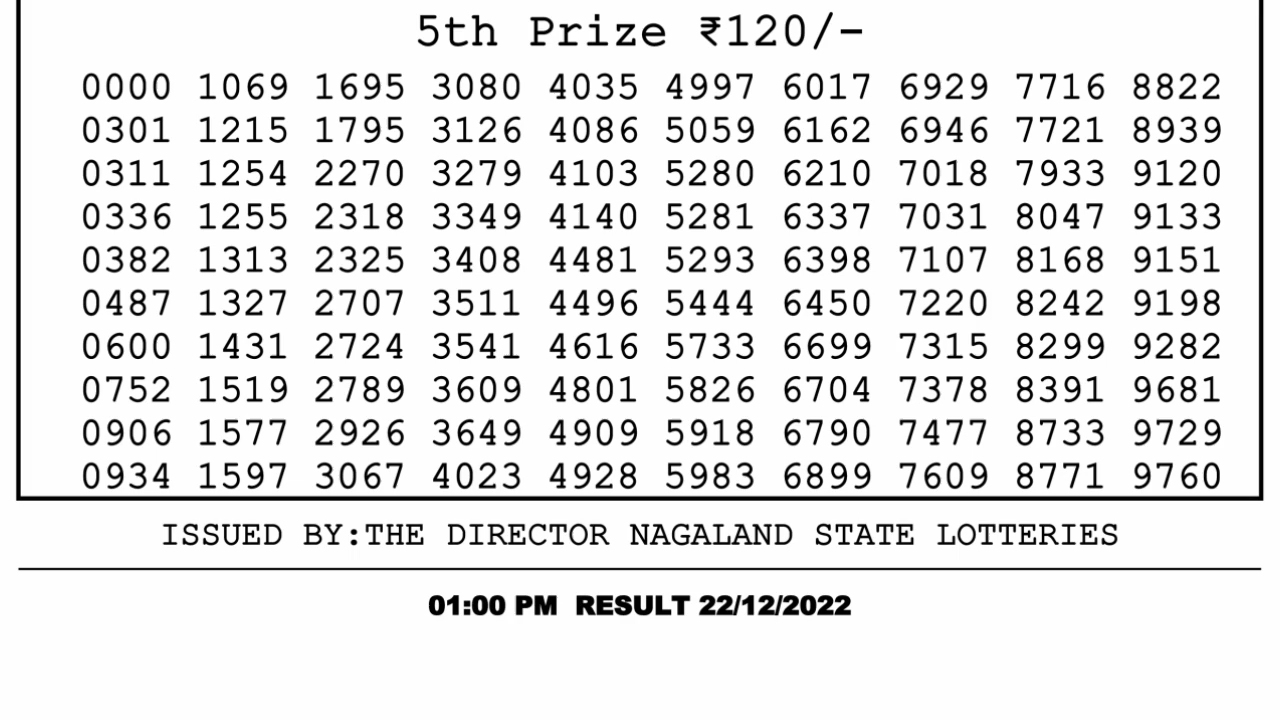 5th Prize ₹120/-
0000 1069 1695 3080 4035 4997 6017 6929 7716 8822
0301 1215 1795 3126 4086 5059 6162 6946 7721 8939
0311 1254 2270 3279 4103 5280 6210 7018 7933 9120
0336 1255 2318 3349 4140 5281 6337 7031 8047 9133
0382 1313 2325 3408 4481 5293 6398 7107 8168 9151
0487 1327 2707 3511 4496 5444 6450 7220 8242 9198
0600 1431 2724 3541 4616 5733 6699 7315 8299 9282
0752 1519 2789 3609 4801 5826 6704 7378 8391 9681
0906 1577 2926 3649 4909 5918 6790 7477 8733 9729
0934 1597 3067 4023 4928 5983 6899 7609 8771 9760
ISSUED BY:THE DIRECTOR NAGALAND STATE LOTTERIES
01:00 PM RESULT 22/12/2022